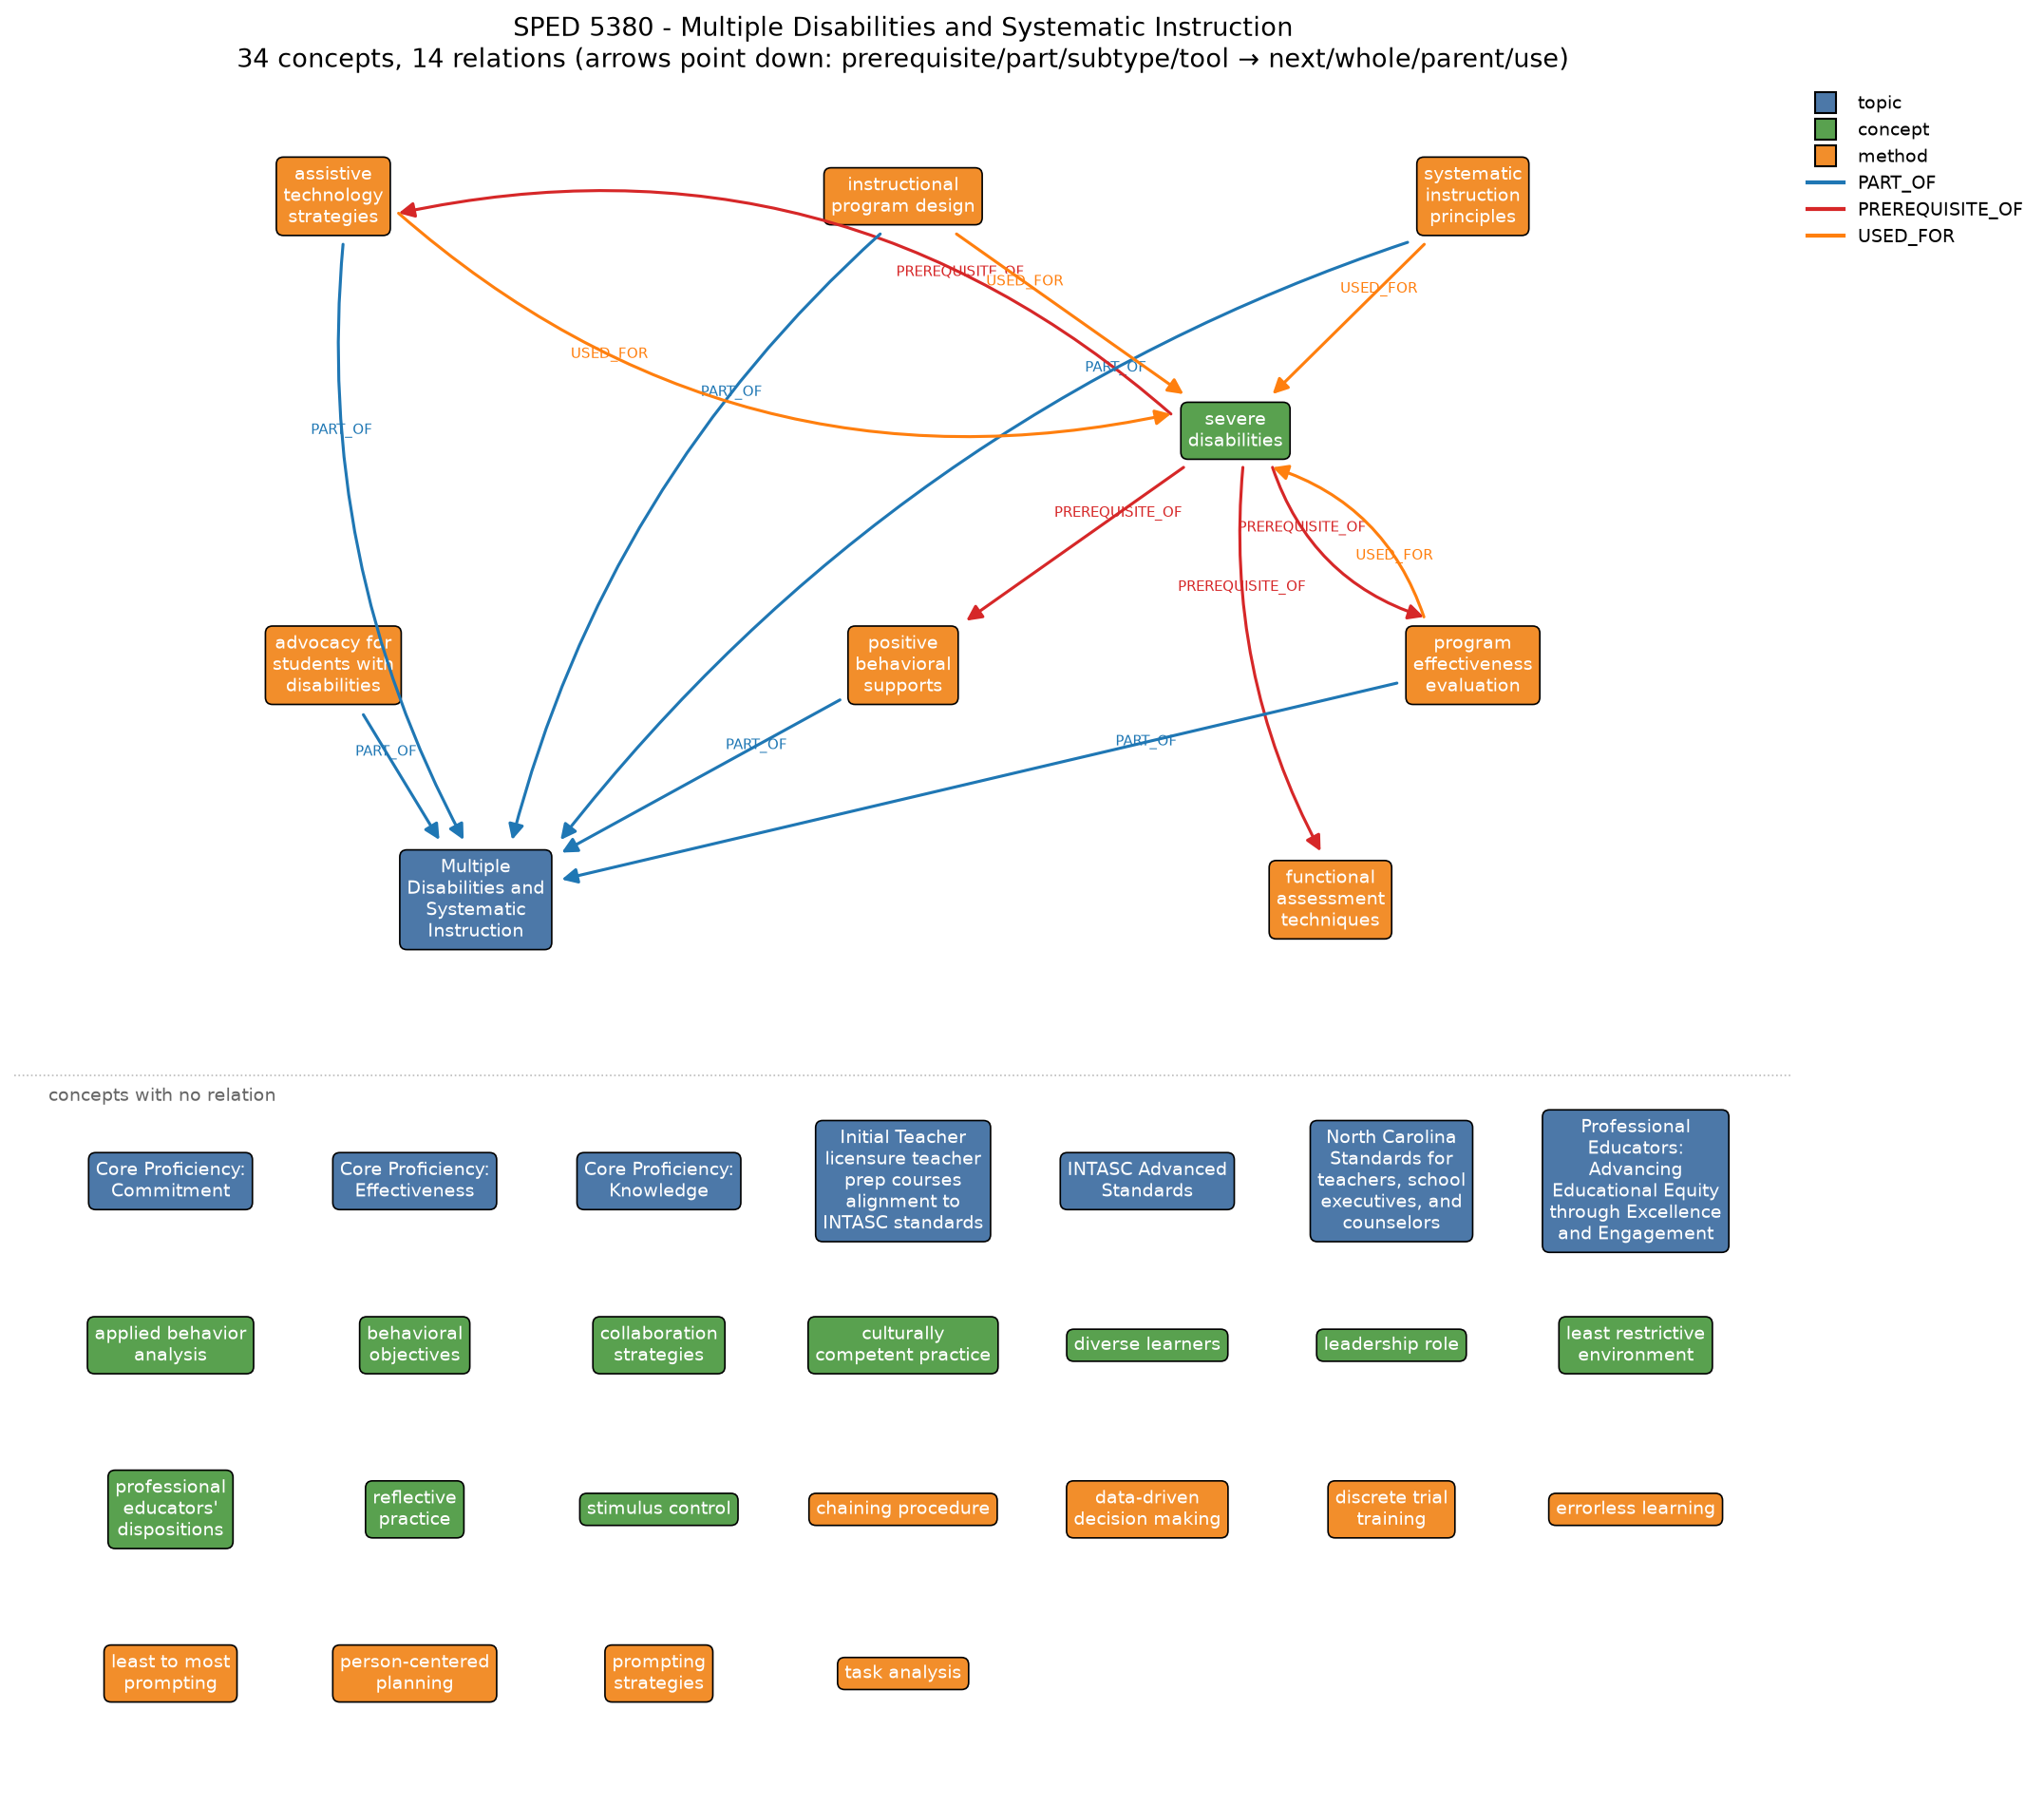 SPED 5380 - Multiple Disabilities and Systematic Instruction
34 concepts, 14 relations (arrows point down: prerequisite/part/subtype/tool → next/whole/parent/use)
topic
concept
method
PART_OF
PREREQUISITE_OF
USED_FOR
assistive
technology
strategies
instructional
program design
systematic
instruction
principles
PREREQUISITE_OF
USED_FOR
USED_FOR
USED_FOR
PART_OF
PART_OF
PART_OF
severe
disabilities
PREREQUISITE_OF
PREREQUISITE_OF
USED_FOR
PREREQUISITE_OF
advocacy for
students with
disabilities
positive
behavioral
supports
program
effectiveness
evaluation
PART_OF
PART_OF
PART_OF
Multiple
Disabilities and
Systematic
Instruction
functional
assessment
techniques
concepts with no relation
Core Proficiency:
Commitment
Core Proficiency:
Effectiveness
Core Proficiency:
Knowledge
Initial Teacher
licensure teacher
prep courses
alignment to
INTASC standards
INTASC Advanced
Standards
North Carolina
Standards for
teachers, school
executives, and
counselors
Professional
Educators:
Advancing
Educational Equity
through Excellence
and Engagement
applied behavior
analysis
behavioral
objectives
collaboration
strategies
culturally
competent practice
diverse learners
leadership role
least restrictive
environment
professional
educators'
dispositions
reflective
practice
stimulus control
chaining procedure
data-driven
decision making
discrete trial
training
errorless learning
least to most
prompting
person-centered
planning
prompting
strategies
task analysis